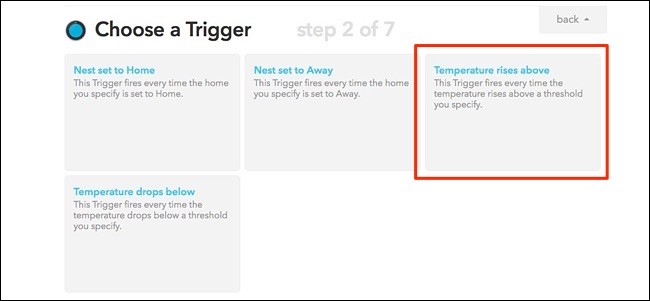 Choose a Trigger step 2 of 7 back
Nest set to Home
This Trigger fires every time the home
you specify is set to Home.
Nest set to Away
This Trigger fires every time the home
you specify is set to Away.
Temperature rises above
This Trigger fires every time the
temperature rises above a threshold
you specify.
Temperature drops below
This Trigger fires every time the
temperature drops below a threshold
you specify.